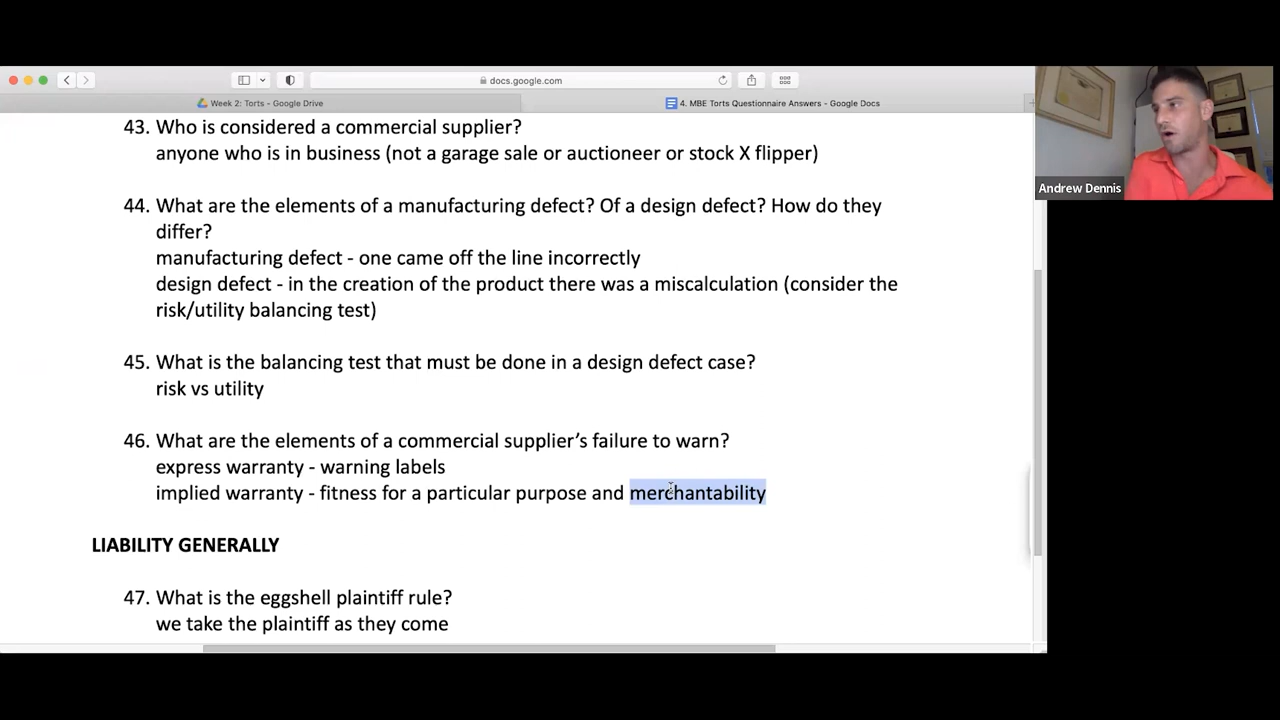 docs.google.com
Week 2: Torts - Google Drive
4. MBE Torts Questionnaire Answers - Google Docs
Andrew Dennis
43. Who is considered a commercial supplier?
anyone who is in business (not a garage sale or auctioneer or stock X flipper)
44. What are the elements of a manufacturing defect? Of a design defect? How do they
differ?
manufacturing defect - one came off the line incorrectly
design defect - in the creation of the product there was a miscalculation (consider the
risk/utility balancing test)
45. What is the balancing test that must be done in a design defect case?
risk vs utility
46. What are the elements of a commercial supplier’s failure to warn?
express warranty - warning labels
implied warranty - fitness for a particular purpose and merchantability
LIABILITY GENERALLY
47. What is the eggshell plaintiff rule?
we take the plaintiff as they come